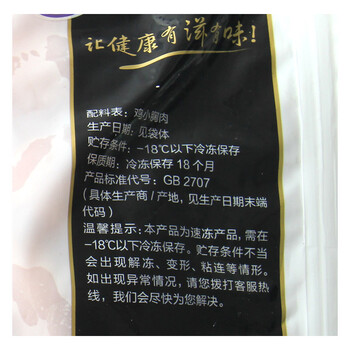 让健康有滋有味!
配料表: 鸡小胸肉
生产日期: 见袋体
贮存条件: -18℃以下冷冻保存
保质期: 冷冻保存 18 个月
产品标准代号: GB 2707
(具体生产商/产地, 见生产日期末端
代码)
温馨提示: 本产品为速冻产品, 需在
-18℃以下冷冻保存。贮存条件不当
会出现解冻、变形、粘连等情形。
如出现异常情况, 请您拨打客服热
线, 我们会尽快为您解决。